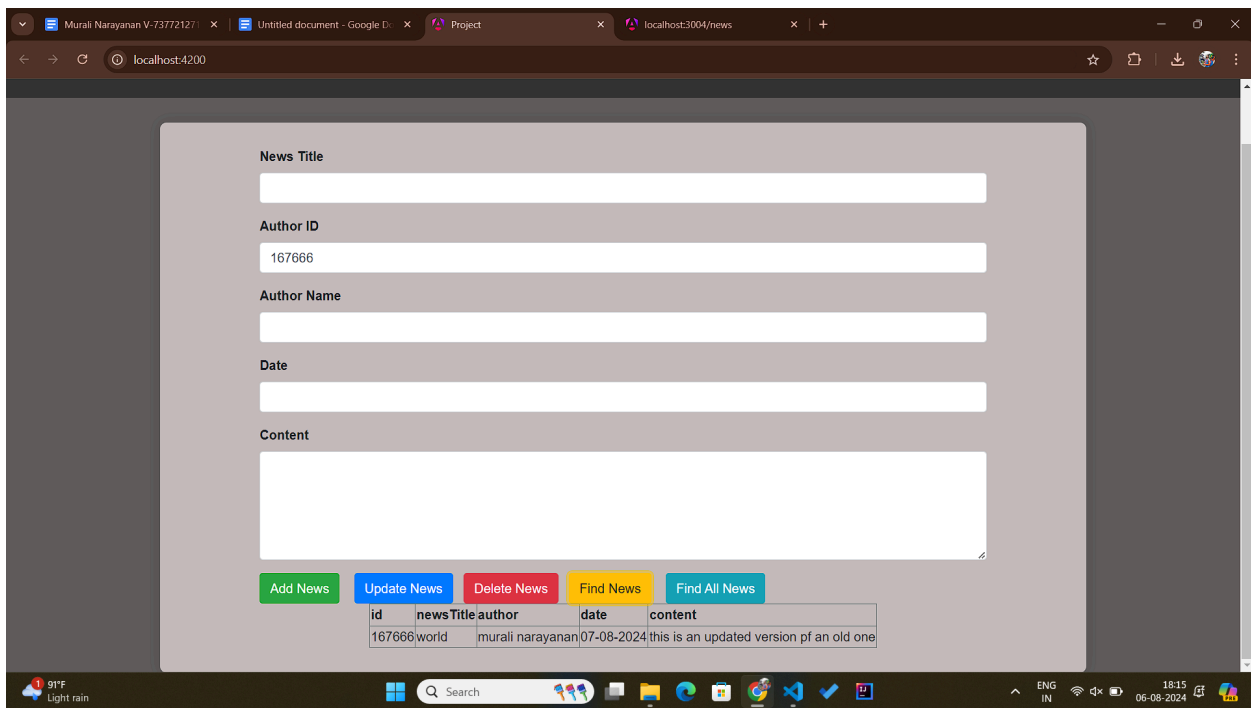 Murali Narayanan V-73772127
Untitled document - Google Do
Project
localhost:3004/news
localhost:4200
News Title
Author ID
167666
Author Name
Date
Content
Add News Update News Delete News Find News Find All News
id newsTitle author date content
167666 world murali narayanan 07-08-2024 this is an updated version pf an old one
1 91°F
Light rain
Search
ENG
IN
18:15
06-08-2024